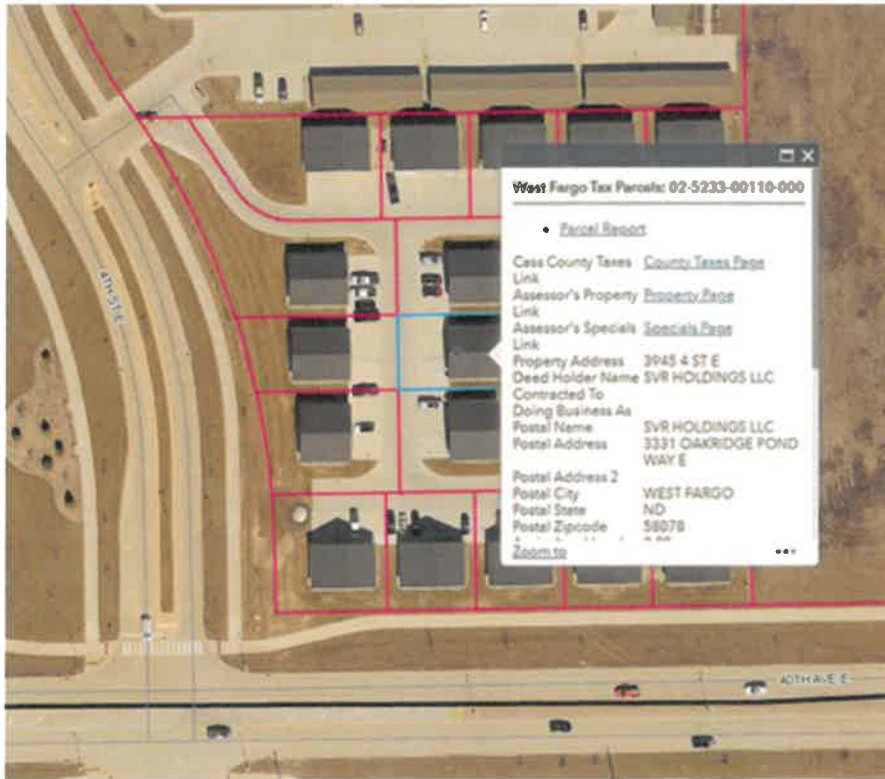 West Fargo Tax Parcels: 02-5233-00110-000
• Parcel Report
Cass County Taxes Link County Taxes Page
Assessor's Property Link Property Page
Assessor's Specials Link Specials Page
Property Address 3945 4 ST E
Deed Holder Name SVR HOLDINGS LLC
Contracted To
Doing Business As
Postal Name SVR HOLDINGS LLC
Postal Address 3331 OAKRIDGE POND
WAY E
Postal Address 2
Postal City WEST FARGO
Postal State ND
Postal Zipcode 58078
Zoom to
4TH ST E
40TH AVE E